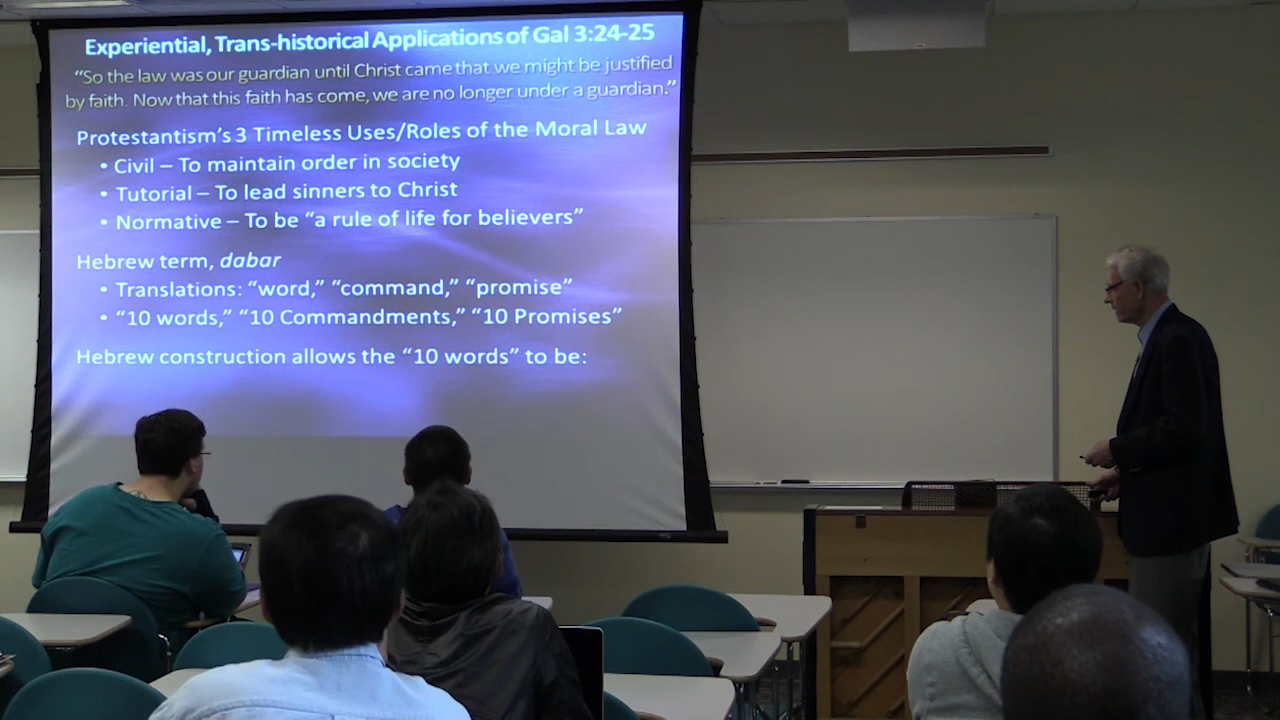 Experiential, Trans-historical Applications of Gal 3:24-25
“So the law was our guardian until Christ came that we might be justified
by faith. Now that this faith has come, we are no longer under a guardian.”
Protestantism’s 3 Timeless Uses/Roles of the Moral Law
• Civil – To maintain order in society
• Tutorial – To lead sinners to Christ
• Normative – To be “a rule of life for believers”
Hebrew term, dabar
• Translations: “word,” “command,” “promise”
• “10 words,” “10 Commandments,” “10 Promises”
Hebrew construction allows the “10 words” to be: